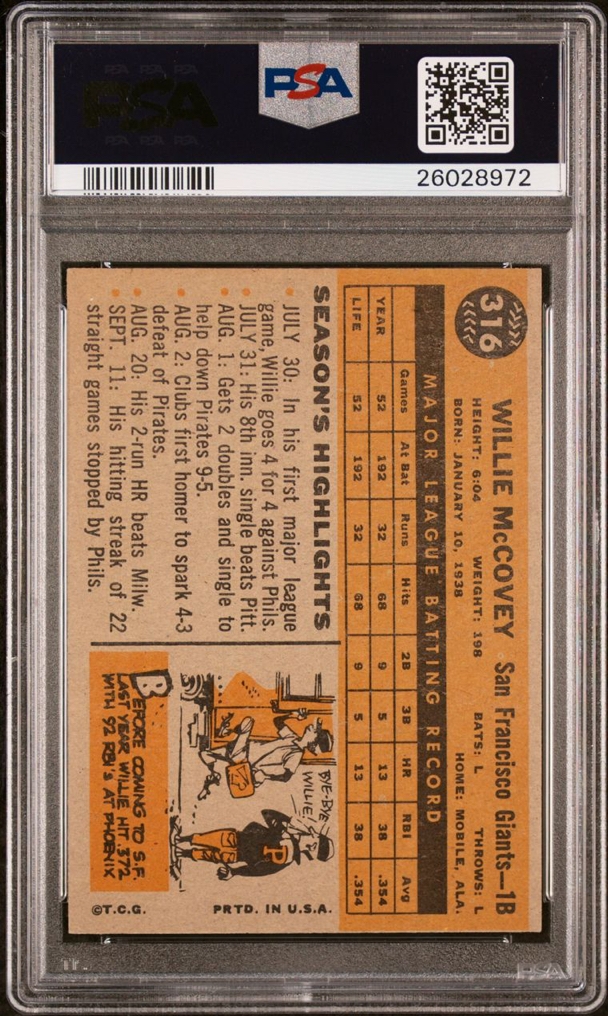 PSA
26028972
316
WILLIE McCOVEY San Francisco Giants—1B
HEIGHT: 6:04 WEIGHT: 198 BATS: L THROWS: L
BORN: JANUARY 10, 1938 HOME: MOBILE, ALA.
MAJOR LEAGUE BATTING RECORD
Games At Bat Runs Hits 2B 3B HR RBI Avg
YEAR 52 192 32 68 9 5 13 38 .354
LIFE 52 192 32 68 9 5 13 38 .354
SEASON'S HIGHLIGHTS
• JULY 30: In his first major league
game, Willie goes 4 for 4 against Phils.
• JULY 31: His 8th inn. single beats Pitt.
• AUG. 1: Gets 2 doubles and single to
help down Pirates 9-5.
• AUG. 2: Clubs first homer to spark 4-3
defeat of Pirates.
• AUG. 20: His 2-run HR beats Milw.
• SEPT. 11: His hitting streak of 22
straight games stopped by Phils.
BYE-BYE
WILLIE!
P
BEFORE COMING TO S.F.
LAST YEAR WILLIE HIT .372
WITH 92 RBI'S AT PHOENIX
©T.C.G. PRTD. IN U.S.A.
PSA